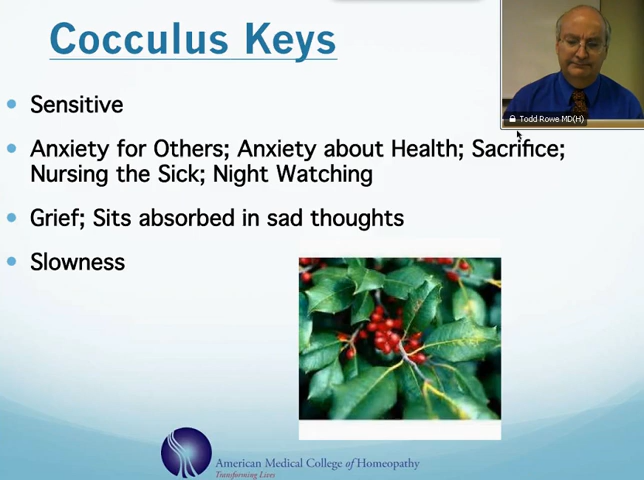 Cocculus Keys
Todd Rowe MD(H)
Sensitive
Anxiety for Others; Anxiety about Health; Sacrifice;
Nursing the Sick; Night Watching
Grief; Sits absorbed in sad thoughts
Slowness
American Medical College of Homeopathy
Transforming Lives